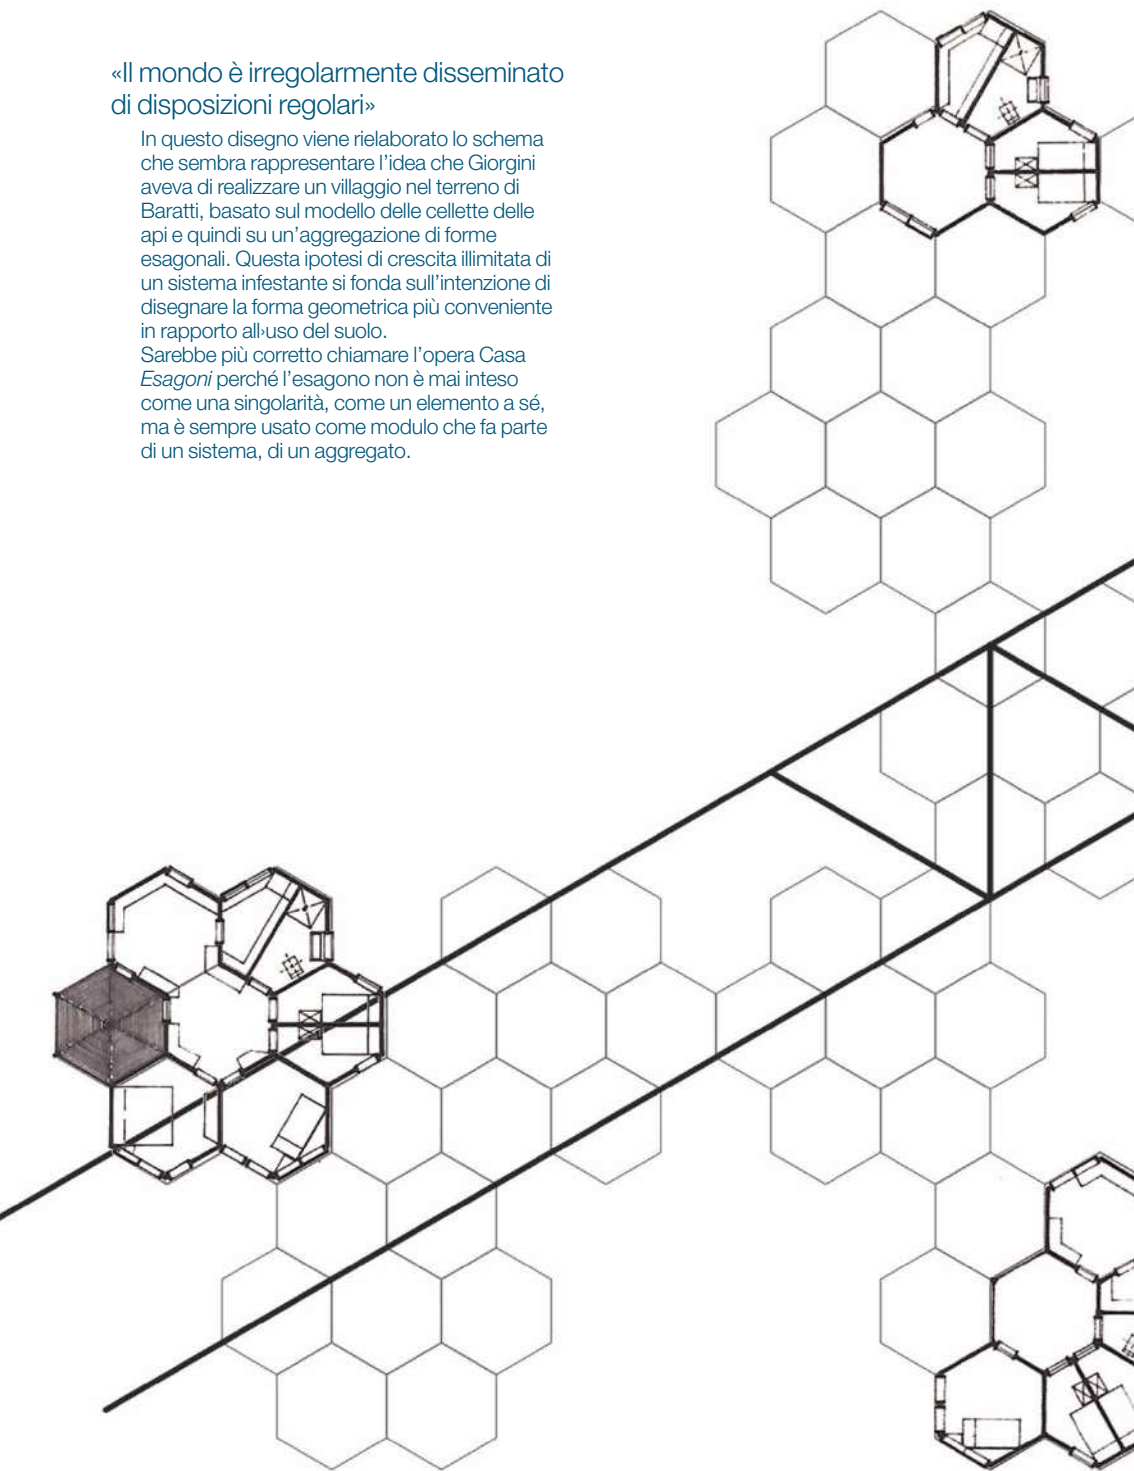 «Il mondo è irregolarmente disseminato
di disposizioni regolari»
In questo disegno viene rielaborato lo schema
che sembra rappresentare l'idea che Giorgini
aveva di realizzare un villaggio nel terreno di
Baratti, basato sul modello delle cellette delle
api e quindi su un'aggregazione di forme
esagonali. Questa ipotesi di crescita illimitata di
un sistema infestante si fonda sull'intenzione di
disegnare la forma geometrica più conveniente
in rapporto all›uso del suolo.
Sarebbe più corretto chiamare l'opera Casa
Esagoni perché l'esagono non è mai inteso
come una singolarità, come un elemento a sé,
ma è sempre usato come modulo che fa parte
di un sistema, di un aggregato.